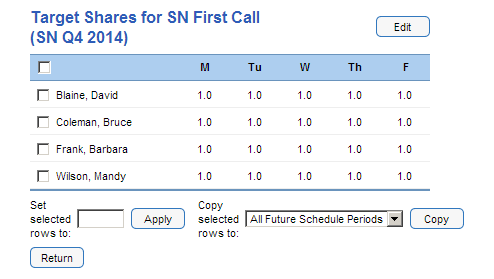 Target Shares for SN First Call
(SN Q4 2014)
Edit
M Tu W Th F
Blaine, David 1.0 1.0 1.0 1.0 1.0
Coleman, Bruce 1.0 1.0 1.0 1.0 1.0
Frank, Barbara 1.0 1.0 1.0 1.0 1.0
Wilson, Mandy 1.0 1.0 1.0 1.0 1.0
Set
selected
rows to:
Apply
Copy
selected
rows to:
All Future Schedule Periods
Copy
Return